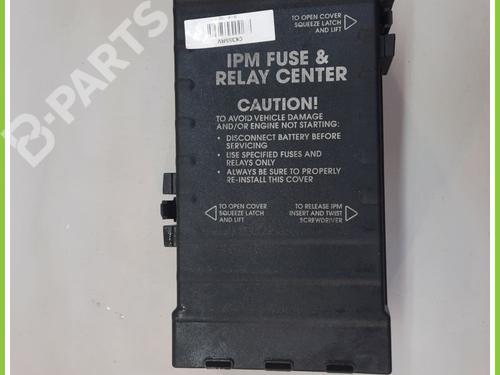 B-PARTS
CK355RV
TO OPEN COVER
SQUEEZE LATCH
AND LIFT
IPM FUSE &
RELAY CENTER
CAUTION!
TO AVOID VEHICLE DAMAGE
AND/OR ENGINE NOT STARTING:
• DISCONNECT BATTERY BEFORE
SERVICING
• USE SPECIFIED FUSES AND
RELAYS ONLY
• ALWAYS BE SURE TO PROPERLY
RE-INSTALL THIS COVER
TO OPEN COVER
SQUEEZE LATCH
AND LIFT
TO RELEASE IPM
INSERT AND TWIST
SCREWDRIVER